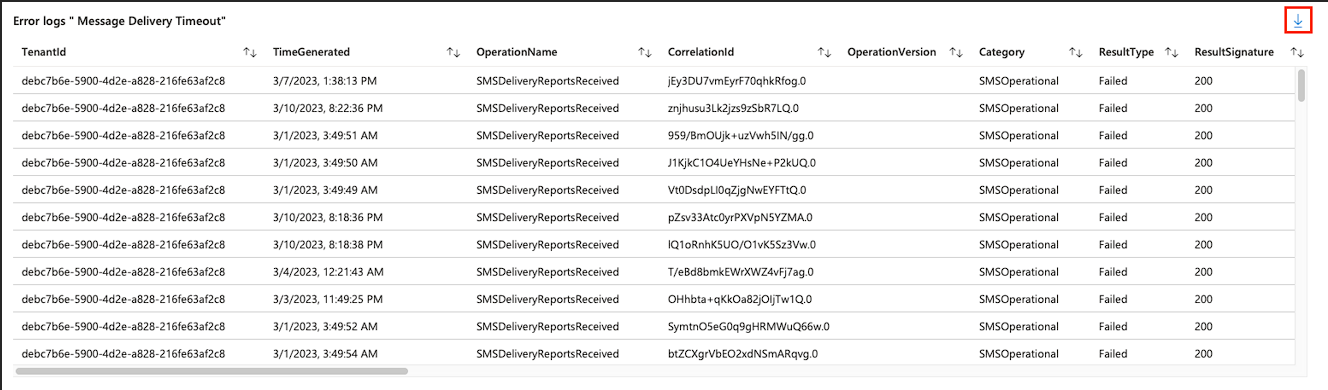 Error logs " Message Delivery Timeout"
TenantId TimeGenerated OperationName CorrelationId OperationVersion Category ResultType ResultSignature
debc7b6e-5900-4d2e-a828-216fe63af2c8 3/7/2023, 1:38:13 PM SMSDeliveryReportsReceived jEy3DU7vmEyrF70qhkRfog.0 SMSOperational Failed 200
debc7b6e-5900-4d2e-a828-216fe63af2c8 3/10/2023, 8:22:36 PM SMSDeliveryReportsReceived znjhusu3Lk2jzs9zSbR7LQ.0 SMSOperational Failed 200
debc7b6e-5900-4d2e-a828-216fe63af2c8 3/1/2023, 3:49:51 AM SMSDeliveryReportsReceived 959/BmOUjk+uzVwh5IN/gg.0 SMSOperational Failed 200
debc7b6e-5900-4d2e-a828-216fe63af2c8 3/1/2023, 3:49:50 AM SMSDeliveryReportsReceived J1KjkC1O4UeYHsNe+P2kUQ.0 SMSOperational Failed 200
debc7b6e-5900-4d2e-a828-216fe63af2c8 3/1/2023, 3:49:49 AM SMSDeliveryReportsReceived Vt0DsdpLl0qZjgNwEYFTtQ.0 SMSOperational Failed 200
debc7b6e-5900-4d2e-a828-216fe63af2c8 3/10/2023, 8:18:36 PM SMSDeliveryReportsReceived pZsv33Atc0yrPXVpN5YZMA.0 SMSOperational Failed 200
debc7b6e-5900-4d2e-a828-216fe63af2c8 3/10/2023, 8:18:38 PM SMSDeliveryReportsReceived lQ1oRnhK5UO/O1vK5Sz3Vw.0 SMSOperational Failed 200
debc7b6e-5900-4d2e-a828-216fe63af2c8 3/4/2023, 12:21:43 AM SMSDeliveryReportsReceived T/eBd8bmkEWrXWZ4vFj7ag.0 SMSOperational Failed 200
debc7b6e-5900-4d2e-a828-216fe63af2c8 3/3/2023, 11:49:25 PM SMSDeliveryReportsReceived OHhbta+qKkOa82jOIjTw1Q.0 SMSOperational Failed 200
debc7b6e-5900-4d2e-a828-216fe63af2c8 3/1/2023, 3:49:52 AM SMSDeliveryReportsReceived SymtnO5eG0q9gHRMWuQ66w.0 SMSOperational Failed 200
debc7b6e-5900-4d2e-a828-216fe63af2c8 3/1/2023, 3:49:54 AM SMSDeliveryReportsReceived btZCXgrVbEO2xdNSmARqvg.0 SMSOperational Failed 200